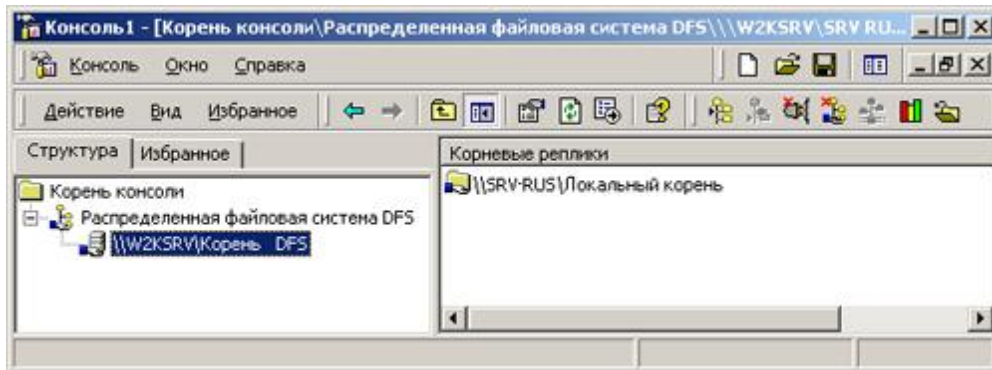 Консоль1 - [Корень консоли\Распределенная файловая система DFS\\\W2KSRV\SRV RU...
Консоль Окно Справка
Действие Вид Избранное
Структура Избранное
Корень консоли
Распределенная файловая система DFS
\\W2KSRV\Корень DFS
Корневые реплики
\\SRV-RUS\Локальный корень